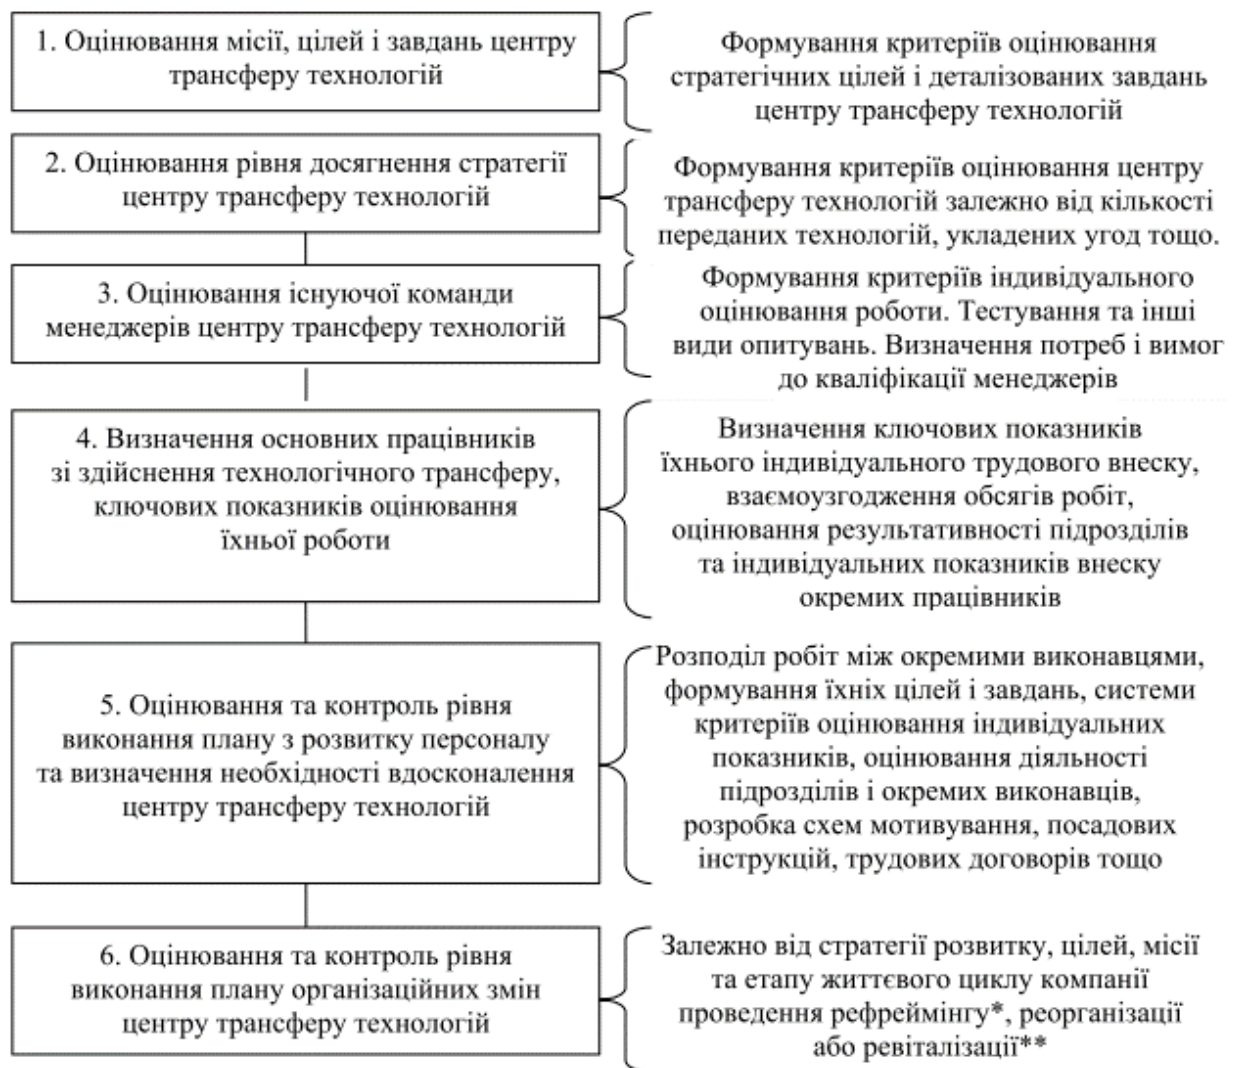 1. Оцінювання місії, цілей і завдань центру
трансферу технологій
Формування критеріїв оцінювання
стратегічних цілей і деталізованих завдань
центру трансферу технологій
2. Оцінювання рівня досягнення стратегії
центру трансферу технологій
Формування критеріїв оцінювання центру
трансферу технологій залежно від кількості
переданих технологій, укладених угод тощо.
3. Оцінювання існуючої команди
менеджерів центру трансферу технологій
Формування критеріїв індивідуального
оцінювання роботи. Тестування та інші
види опитувань. Визначення потреб і вимог
до кваліфікації менеджерів
4. Визначення основних працівників
зі здійснення технологічного трансферу,
ключових показників оцінювання
їхньої роботи
Визначення ключових показників
їхнього індивідуального трудового внеску,
взаємоузгодження обсягів робіт,
оцінювання результативності підрозділів
та індивідуальних показників внеску
окремих працівників
5. Оцінювання та контроль рівня
виконання плану з розвитку персоналу
та визначення необхідності вдосконалення
центру трансферу технологій
Розподіл робіт між окремими виконавцями,
формування їхніх цілей і завдань, системи
критеріїв оцінювання індивідуальних
показників, оцінювання діяльності
підрозділів і окремих виконавців,
розробка схем мотивування, посадових
інструкцій, трудових договорів тощо
6. Оцінювання та контроль рівня
виконання плану організаційних змін
центру трансферу технологій
Залежно від стратегії розвитку, цілей, місії
та етапу життєвого циклу компанії
проведення рефреймінгу*, реорганізації
або ревіталізації**